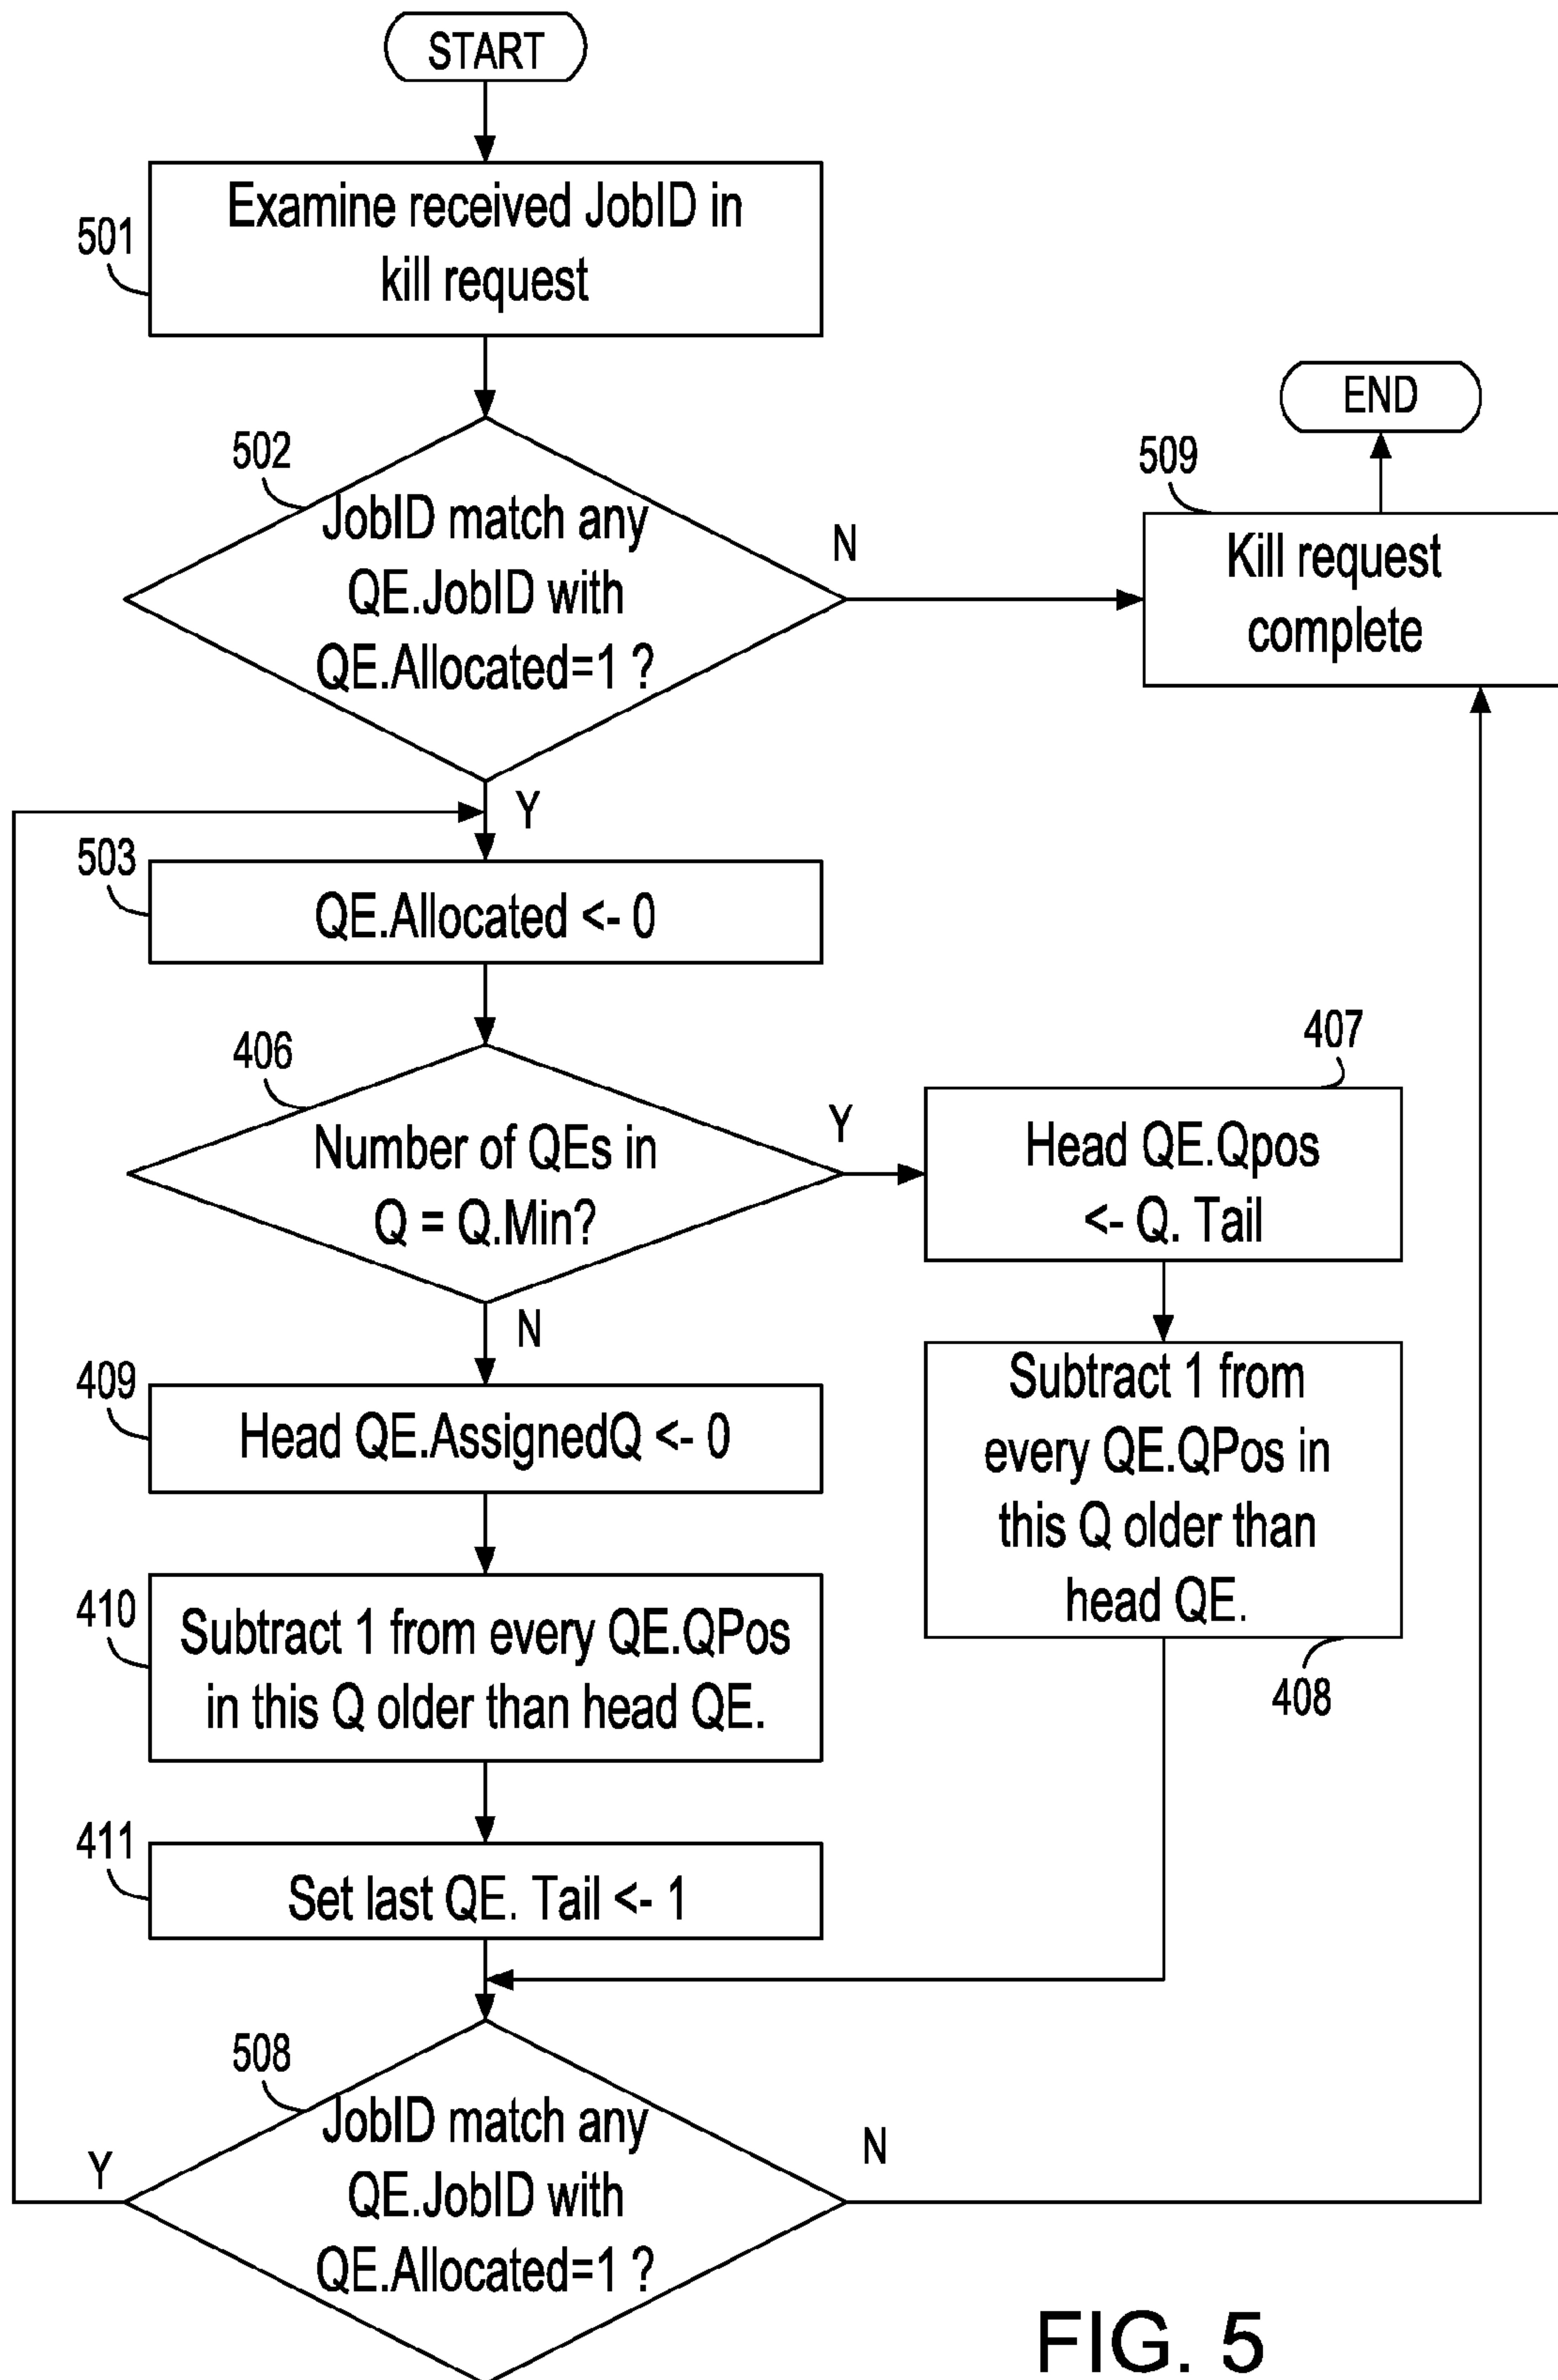 START
501
Examine received JobID in
kill request
END
502
JobID match any
QE.JobID with
QE.Allocated=1 ?
N
509
Kill request
complete
Y
503
QE.Allocated <- 0
406
Number of QEs in
Q = Q.Min?
Y
407
Head QE.Qpos
<- Q. Tail
N
409
Head QE.AssignedQ <- 0
Subtract 1 from
every QE.QPos in
this Q older than
head QE.
408
410
Subtract 1 from every QE.QPos
in this Q older than head QE.
411
Set last QE. Tail <- 1
508
JobID match any
QE.JobID with
QE.Allocated=1 ?
Y
N
FIG. 5